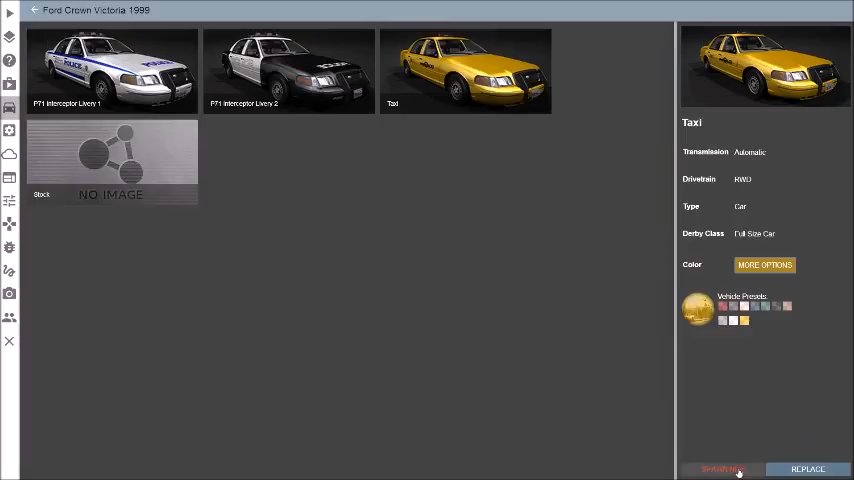 Ford Crown Victoria 1999
P71 Interceptor Livery 1
P71 Interceptor Livery 2
Taxi
NO IMAGE
Stock
Taxi
Transmission Automatic
Drivetrain RWD
Type Car
Derby Class Full-Size Car
Color MORE OPTIONS
Vehicle Presets:
REPLACE